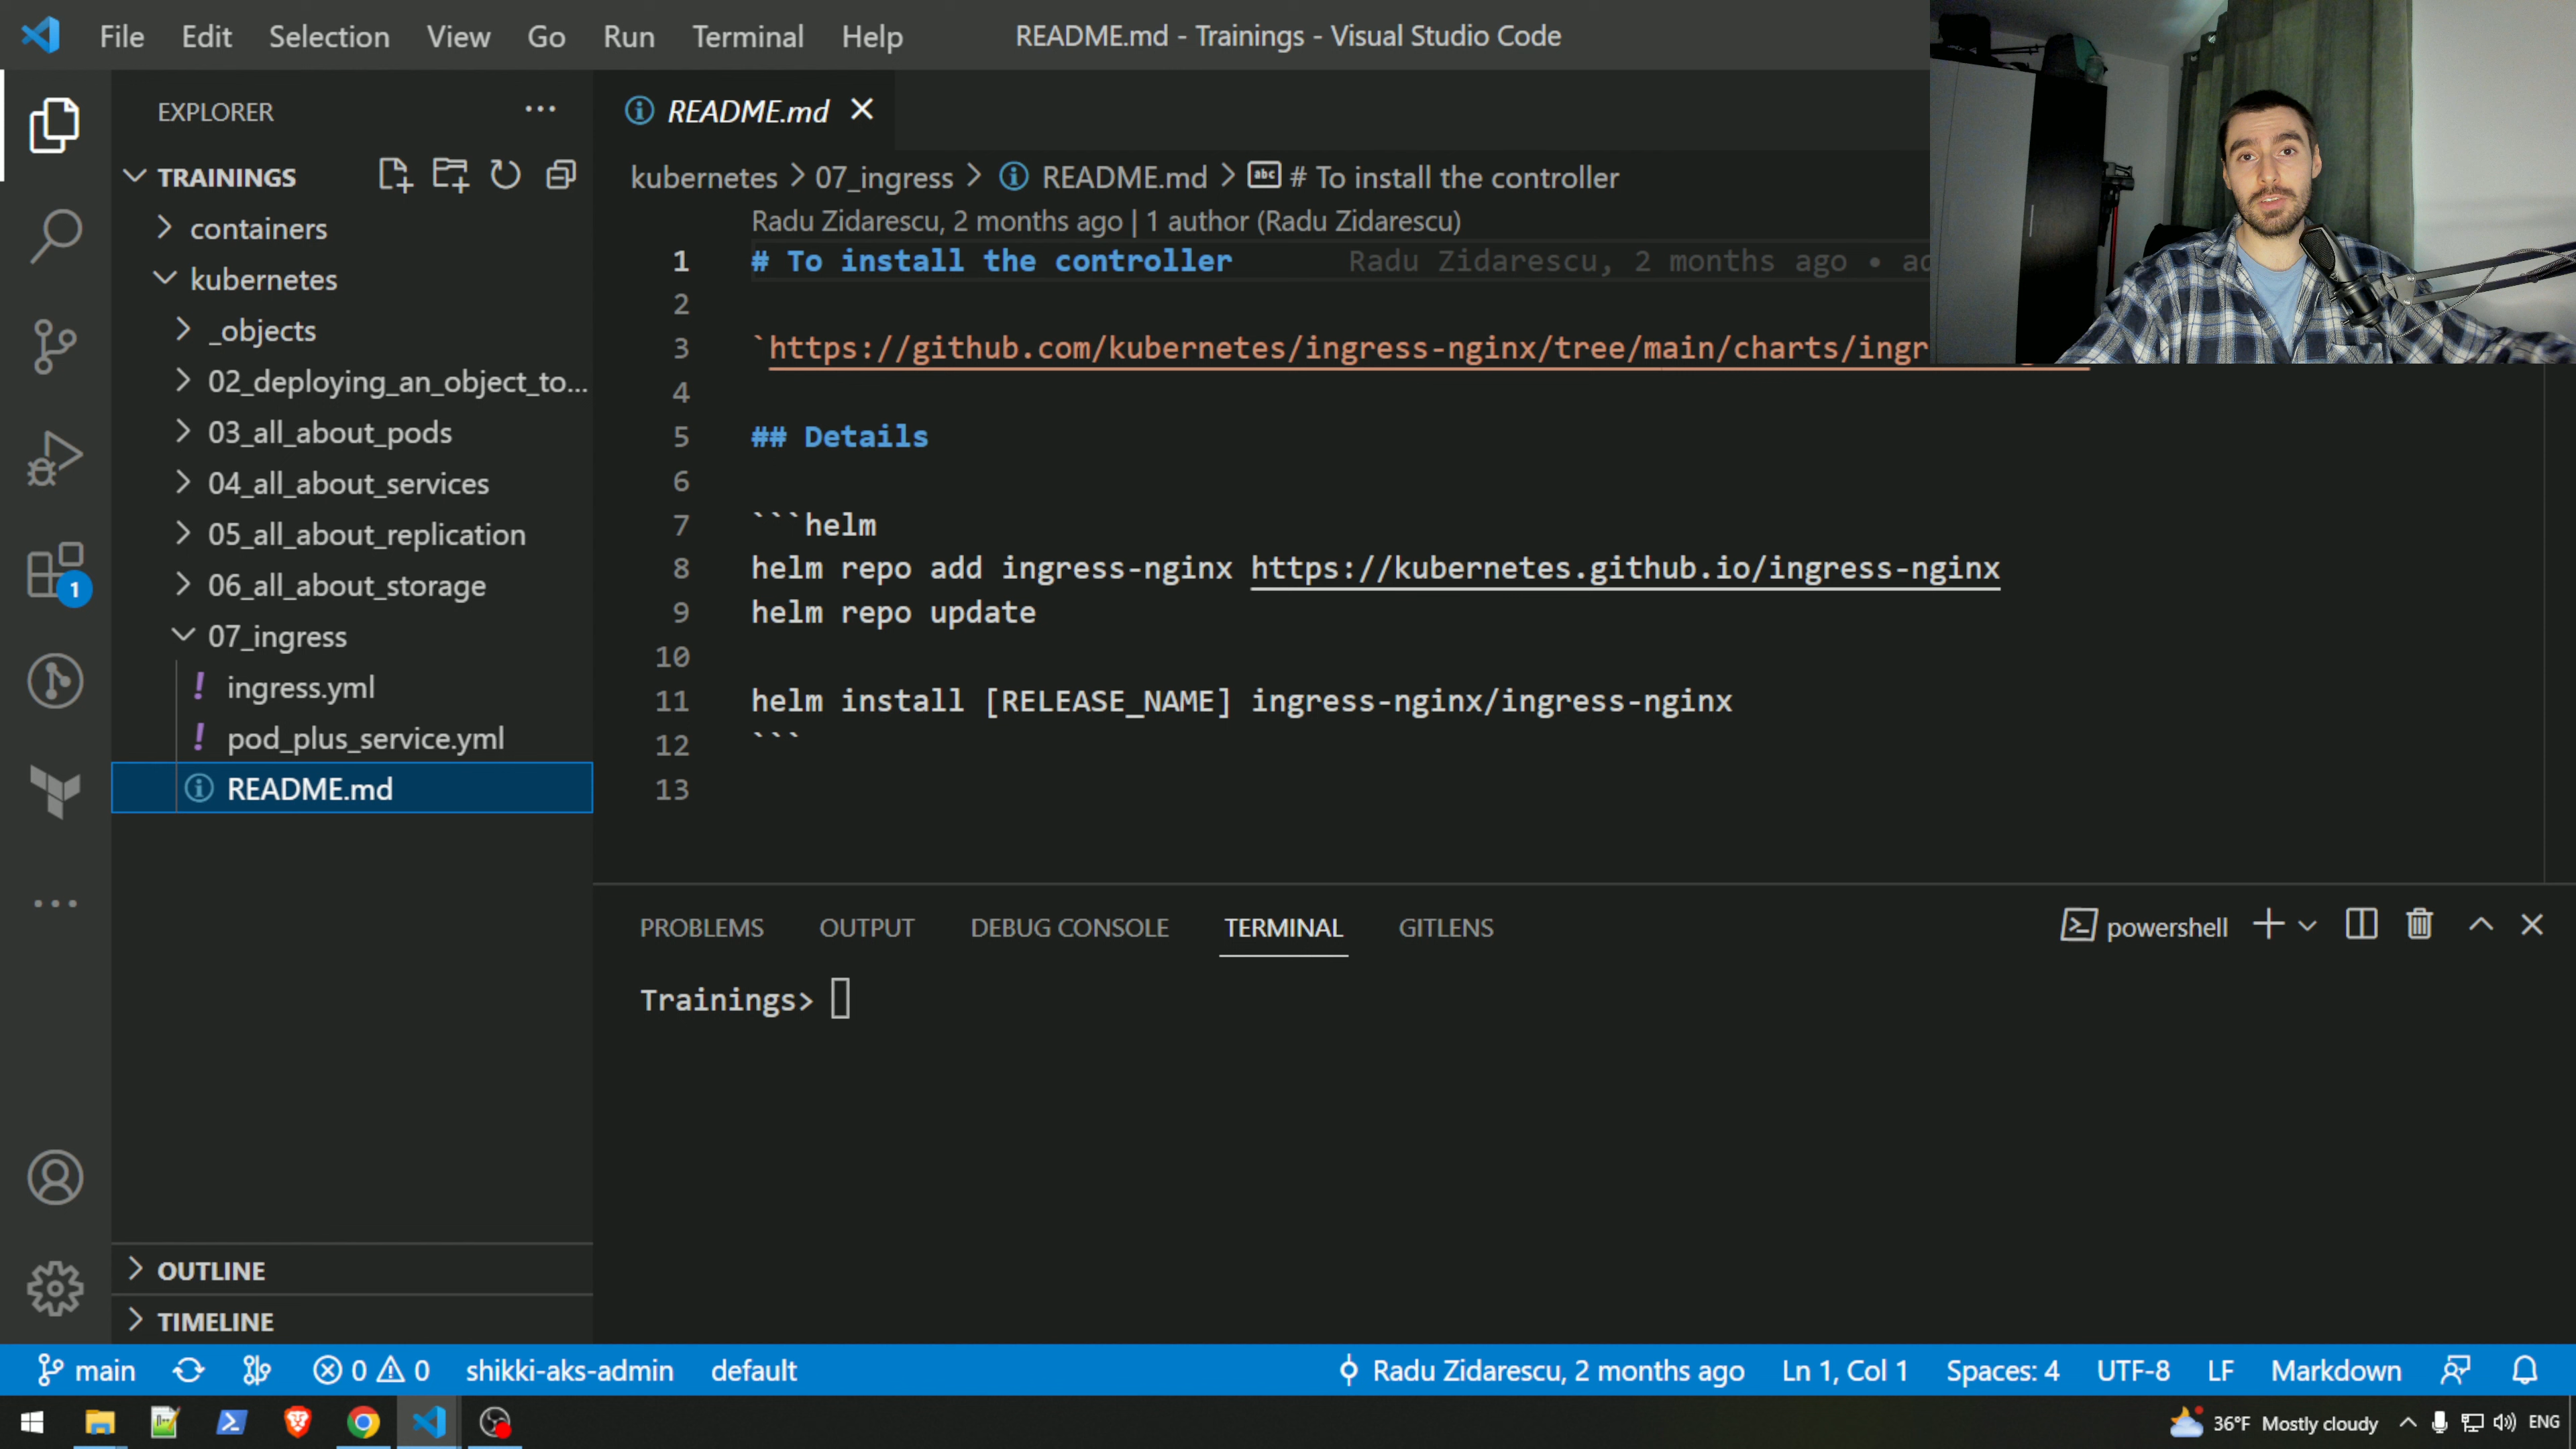 File Edit Selection View Go Run Terminal Help README.md - Trainings - Visual Studio Code
EXPLORER
TRAININGS
containers
kubernetes
_objects
02_deploying_an_object_to...
03_all_about_pods
04_all_about_services
05_all_about_replication
06_all_about_storage
07_ingress
! ingress.yml
! pod_plus_service.yml
README.md
OUTLINE
TIMELINE
1
README.md
kubernetes > 07_ingress > README.md > # To install the controller
Radu Zidarescu, 2 months ago | 1 author (Radu Zidarescu)
1 # To install the controller Radu Zidarescu, 2 months ago •
2
3 `https://github.com/kubernetes/ingress-nginx/tree/main/charts/ingr
4
5 ## Details
6
7 ```helm
8 helm repo add ingress-nginx https://kubernetes.github.io/ingress-nginx
9 helm repo update
10
11 helm install [RELEASE_NAME] ingress-nginx/ingress-nginx
12 ```
13
PROBLEMS OUTPUT DEBUG CONSOLE TERMINAL GITLENS powershell
Trainings>
main 0 0 shikki-aks-admin default Radu Zidarescu, 2 months ago Ln 1, Col 1 Spaces: 4 UTF-8 LF Markdown
36°F Mostly cloudy ENG